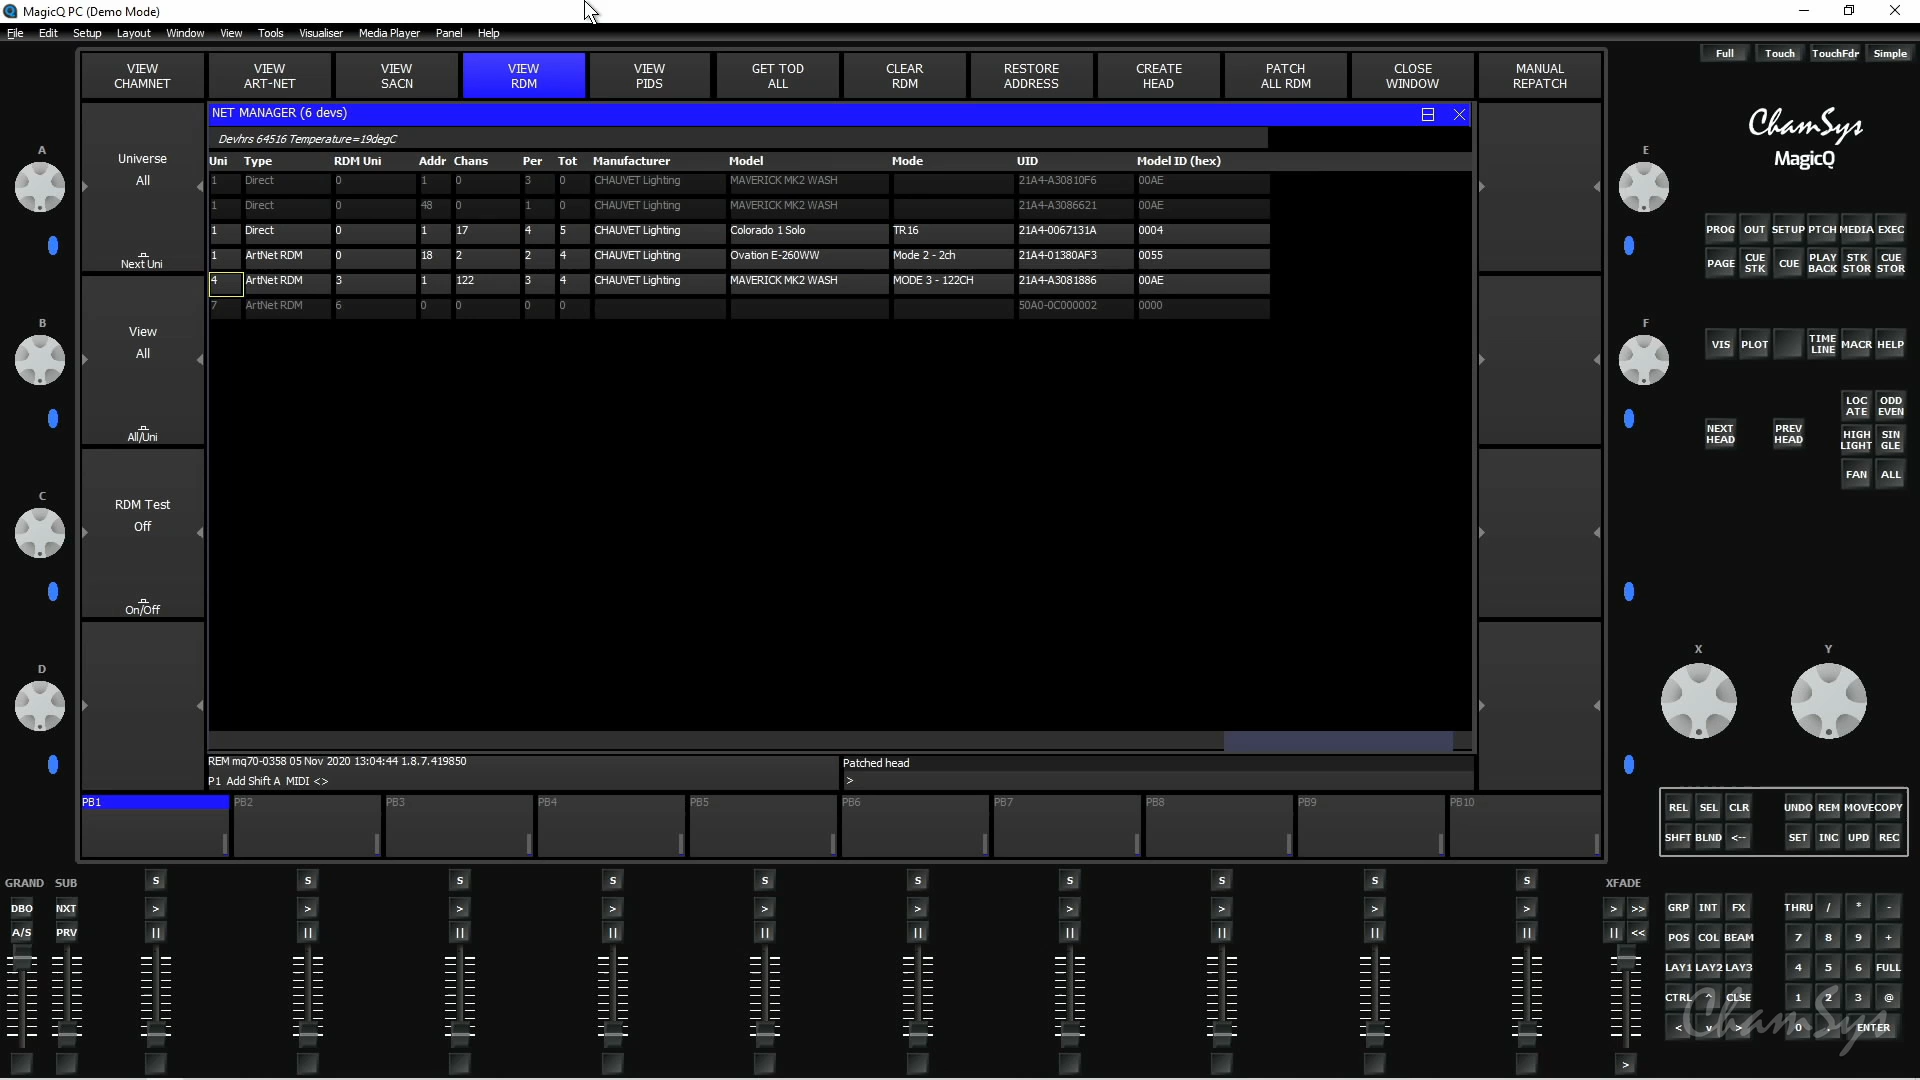 MagicQ PC (Demo Mode)
File Edit Setup Layout Window View Tools Visualiser Media Player Panel Help
Full Touch TouchFdr Simple
VIEW CHANNET
VIEW ART-NET
VIEW SACN
VIEW RDM
VIEW PIDS
GET TOD ALL
CLEAR RDM
RESTORE ADDRESS
CREATE HEAD
PATCH ALL RDM
CLOSE WINDOW
MANUAL REPATCH
NET MANAGER (6 devs)
Devhrs 64516 Temperature=19degC
Uni Type RDM Uni Addr Chans Per Tot Manufacturer Model Mode UID Model ID (hex)
1 Direct 0 1 0 3 0 CHAUVET Lighting MAVERICK MK2 WASH 21A4-A30810F6 00AE
1 Direct 0 48 0 1 0 CHAUVET Lighting MAVERICK MK2 WASH 21A4-A3086621 00AE
1 Direct 0 1 17 4 5 CHAUVET Lighting Colorado 1 Solo TR16 21A4-0067131A 0004
1 ArtNet RDM 0 18 2 2 4 CHAUVET Lighting Ovation E-260WW Mode 2 - 2ch 21A4-01380AF3 0055
4 ArtNet RDM 3 1 122 3 4 CHAUVET Lighting MAVERICK MK2 WASH MODE 3 - 122CH 21A4-A3081886 00AE
7 ArtNet RDM 6 0 0 0 0 50A0-0C000002 0000
A
Universe
All
Next Uni
B
View
All
All/Uni
C
RDM Test
Off
On/Off
D
E
F
ChamSys
MagicQ
PROG OUT SETUP PTCH MEDIA EXEC
PAGE CUE STK CUE PLAY BACK STK STOR CUE STOR
VIS PLOT TIME LINE MACR HELP
LOC ATE ODD EVEN
NEXT HEAD PREV HEAD HIGH LIGHT SIN GLE
FAN ALL
X Y
REM mq70-0358 05 Nov 2020 13:04:44 1.8.7.419850
P1 Add Shift A MIDI <>
Patched head
>
PB1 PB2 PB3 PB4 PB5 PB6 PB7 PB8 PB9 PB10
REL SEL CLR UNDO REM MOVE COPY
SHFT BLND <-- SET INC UPD REC
GRAND SUB S S S S S S S S S S XFADE
DBO NXT > > > > > > > > > > > >>
A/S PRV || || || || || || || || || || || <<
>
GRP INT FX THRU / * -
POS COL BEAM 7 8 9 +
LAY1 LAY2 LAY3 4 5 6 FULL
CTRL ^ CLSE 1 2 3 @
< v > 0 . ENTER
ChamSys